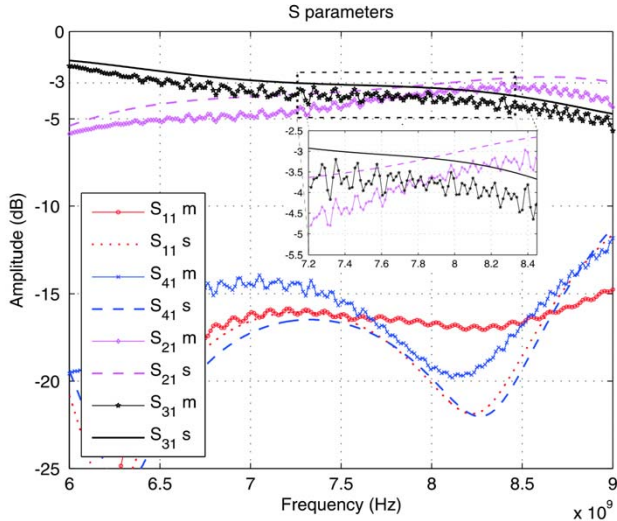 S parameters
0
-3
-5
-10
-15
-20
-25
Amplitude (dB)
-2.5
-3
-3.5
-4
-4.5
-5
-5.5
7.2 7.4 7.6 7.8 8 8.2 8.4
S11 m
S11 s
S41 m
S41 s
S21 m
S21 s
S31 m
S31 s
6 6.5 7 7.5 8 8.5 9
Frequency (Hz)
x 10^9